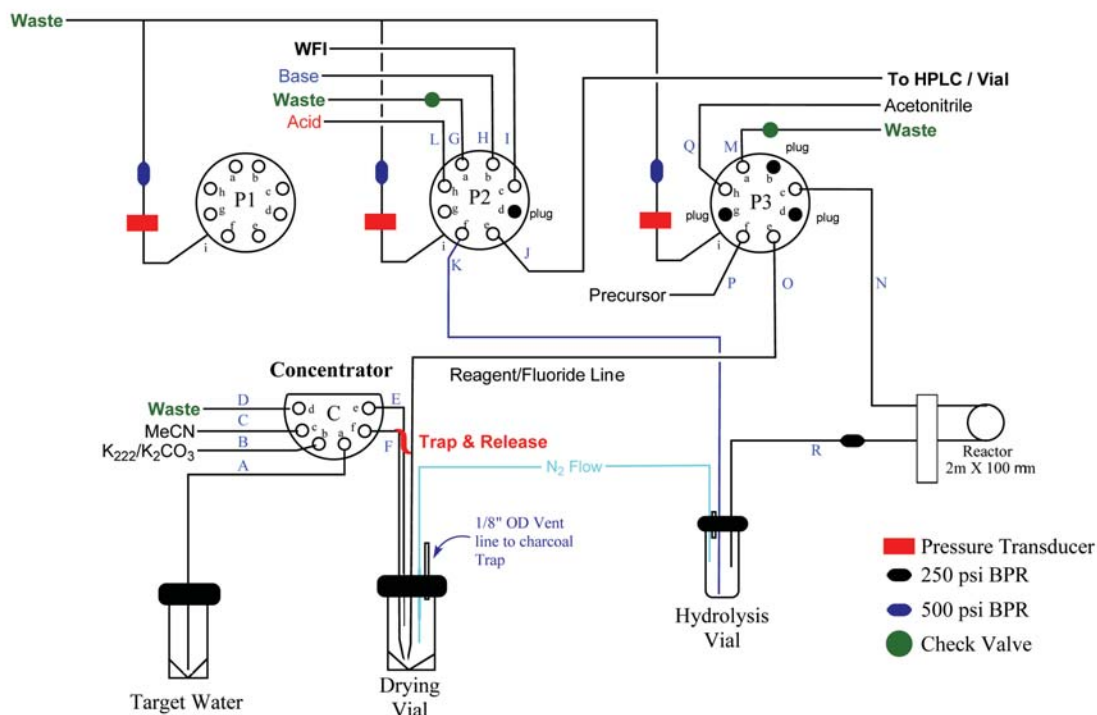 Waste
WFI
Base
Waste
Acid
To HPLC / Vial
Acetonitrile
Waste
L G H I
Q M plug
a b
h c
P1
g d
f e
i
a b
h c
P2
g d plug
f e
i
K J
a b
h c
P3
plug g d plug
f e
i
Precursor P O N
Concentrator
Reagent/Fluoride Line
Waste D d e E
MeCN C c C f
K222/K2CO3 B b a F
A
Trap & Release
N2 Flow
R
Reactor
2m X 100 mm
1/8" OD Vent
line to charcoal
Trap
Pressure Transducer
250 psi BPR
500 psi BPR
Check Valve
Hydrolysis
Vial
Target Water
Drying
Vial